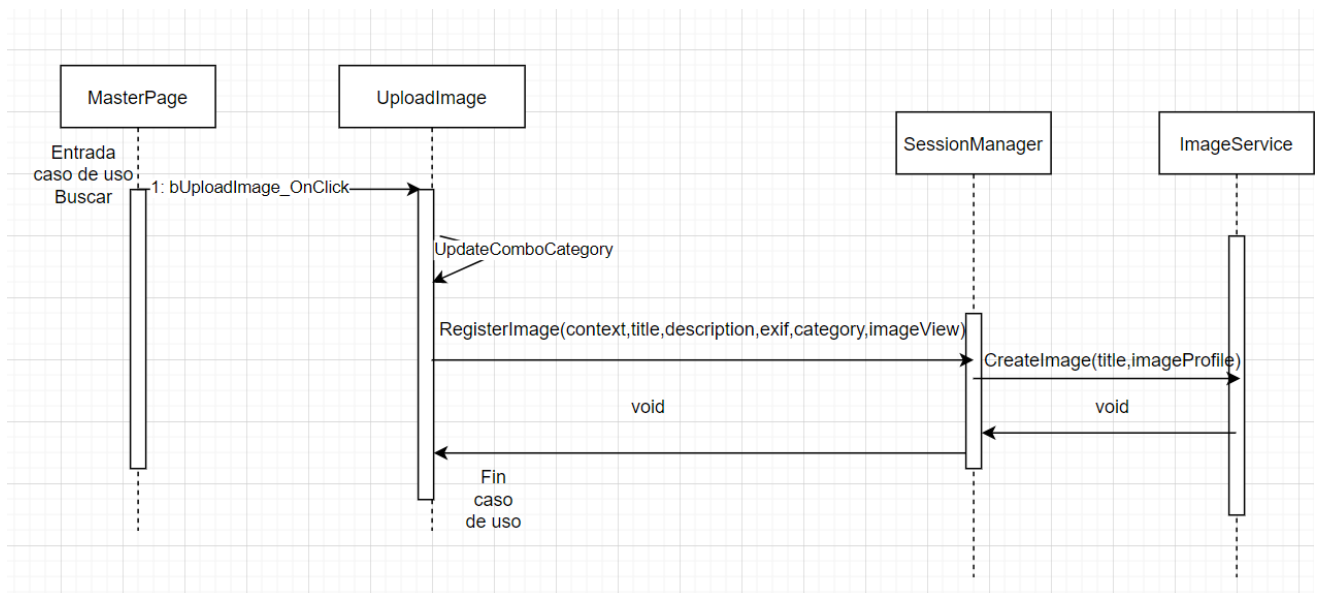 MasterPage
UploadImage
SessionManager
ImageService
Entrada
caso de uso
Buscar
1: bUploadImage_OnClick
UpdateComboCategory
RegisterImage(context,title,description,exif,category,imageView)
CreateImage(title,imageProfile)
void
void
Fin
caso
de uso